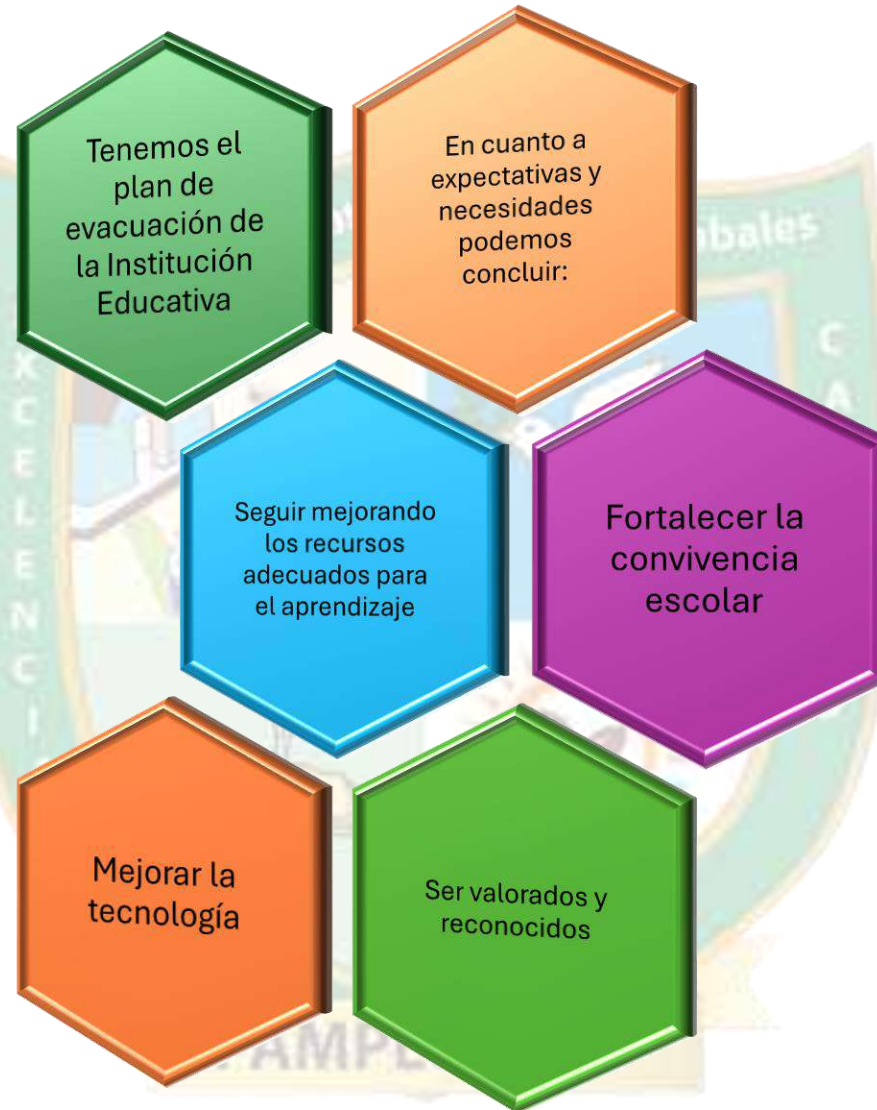 Tenemos el
plan de
evacuación de
la Institución
Educativa
En cuanto a
expectativas y
necesidades
podemos
concluir:
Seguir mejorando
los recursos
adecuados para
el aprendizaje
Fortalecer la
convivencia
escolar
Mejorar la
tecnología
Ser valorados y
reconocidos